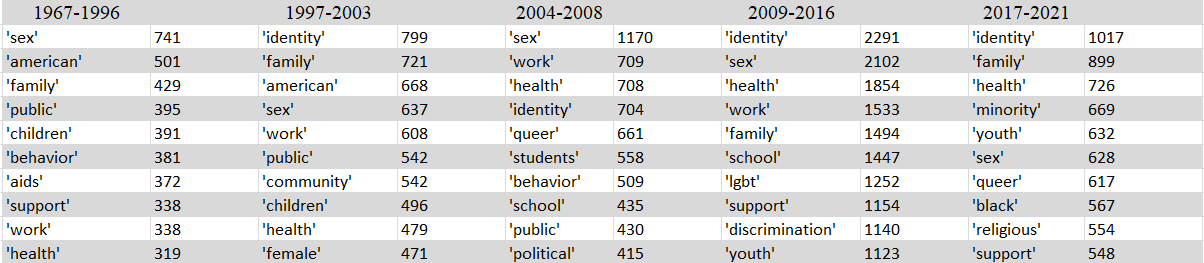 1967-1996 1997-2003 2004-2008 2009-2016 2017-2021
'sex' 741 'identity' 799 'sex' 1170 'identity' 2291 'identity' 1017
'american' 501 'family' 721 'work' 709 'sex' 2102 'family' 899
'family' 429 'american' 668 'health' 708 'health' 1854 'health' 726
'public' 395 'sex' 637 'identity' 704 'work' 1533 'minority' 669
'children' 391 'work' 608 'queer' 661 'family' 1494 'youth' 632
'behavior' 381 'public' 542 'students' 558 'school' 1447 'sex' 628
'aids' 372 'community' 542 'behavior' 509 'lgbt' 1252 'queer' 617
'support' 338 'children' 496 'school' 435 'support' 1154 'black' 567
'work' 338 'health' 479 'public' 430 'discrimination' 1140 'religious' 554
'health' 319 'female' 471 'political' 415 'youth' 1123 'support' 548